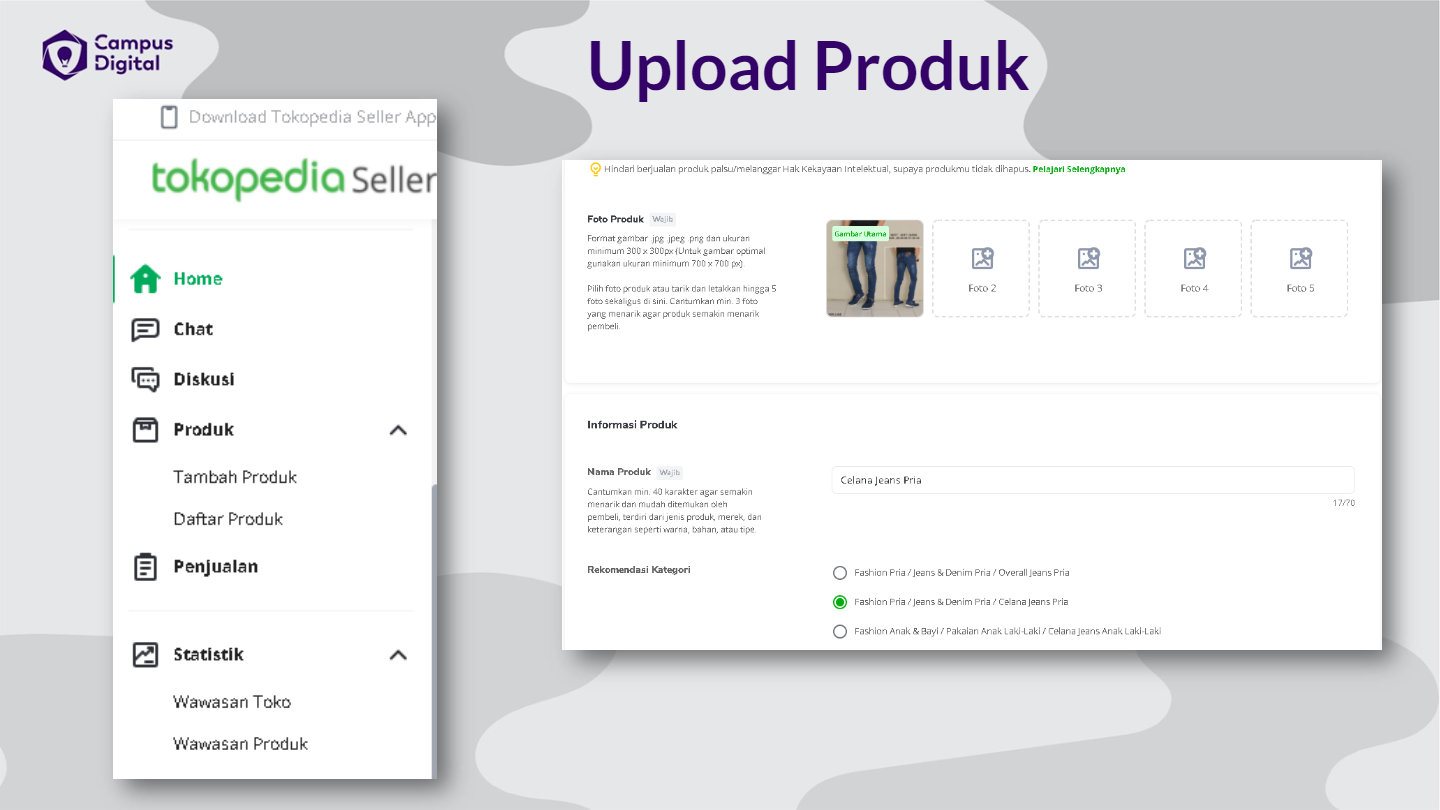 Campus
Digital
Upload Produk
Download Tokopedia Seller App
tokopedia Seller
Home
Chat
Diskusi
Produk
Tambah Produk
Daftar Produk
Penjualan
Statistik
Wawasan Toko
Wawasan Produk
Hindari berjualan produk palsu/melanggar Hak Kekayaan Intelektual, supaya produkmu tidak dihapus. Pelajari Selengkapnya
Foto Produk Wajib
Format gambar .jpg .jpeg .png dan ukuran
minimum 300 x 300px (Untuk gambar optimal
gunakan ukuran minimum 700 x 700 px).
Pilih foto produk atau tarik dan letakkan hingga 5
foto sekaligus di sini. Cantumkan min. 3 foto
yang menarik agar produk semakin menarik
pembeli.
Gambar Utama
Foto 2
Foto 3
Foto 4
Foto 5
Informasi Produk
Nama Produk Wajib
Cantumkan min. 40 karakter agar semakin
menarik dan mudah ditemukan oleh
pembeli, terdiri dari jenis produk, merek, dan
keterangan seperti warna, bahan, atau tipe.
Celana Jeans Pria
17/70
Rekomendasi Kategori
Fashion Pria / Jeans & Denim Pria / Overall Jeans Pria
Fashion Pria / Jeans & Denim Pria / Celana Jeans Pria
Fashion Anak & Bayi / Pakaian Anak Laki-Laki / Celana Jeans Anak Laki-Laki